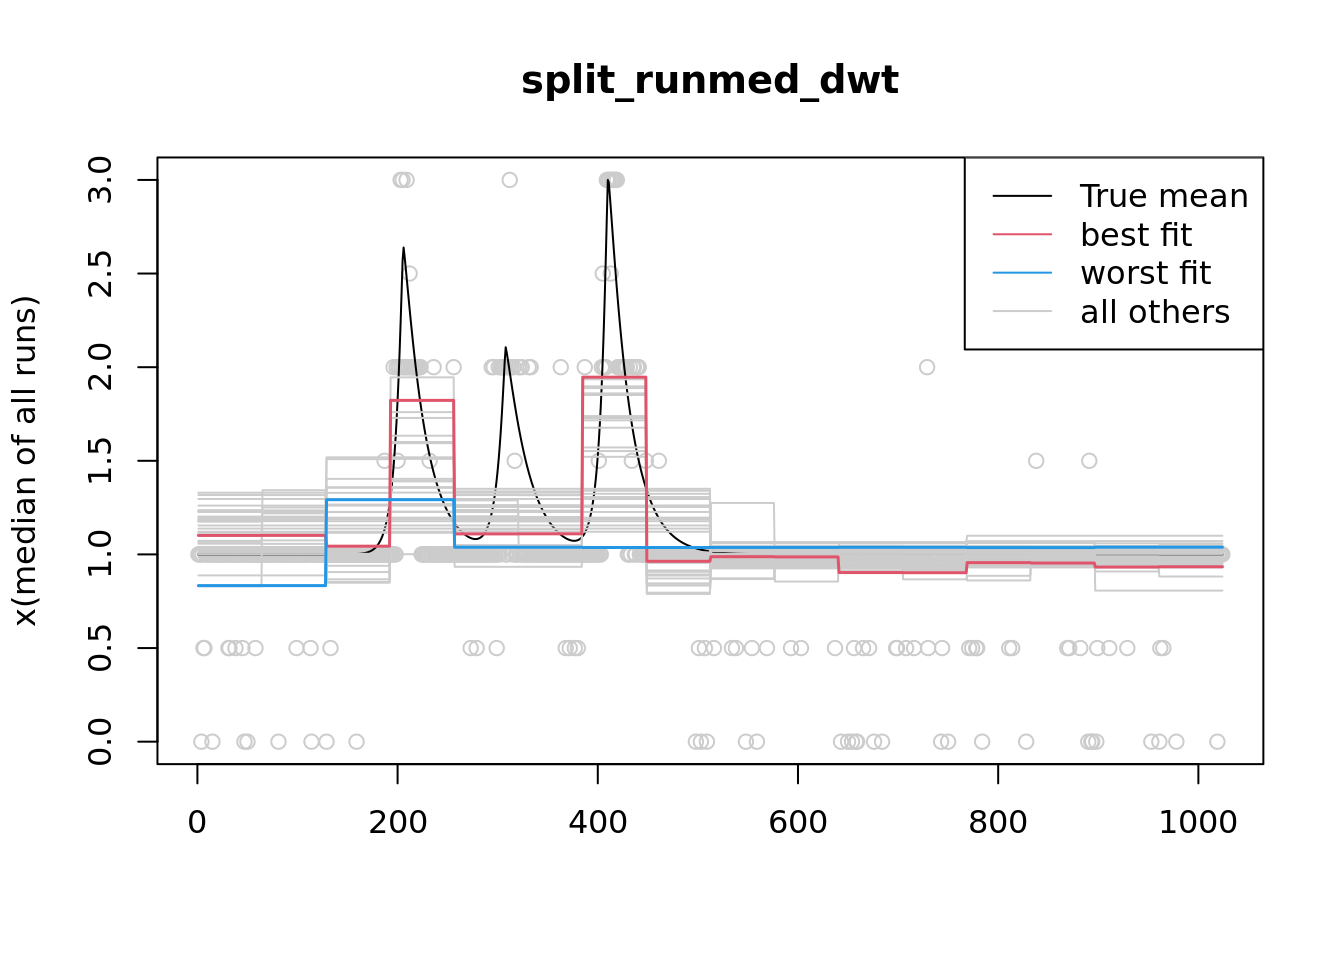 split_runmed_dwt
x(median of all runs)
3.0
2.5
2.0
1.5
1.0
0.5
0.0
True mean
best fit
worst fit
all others
0 200 400 600 800 1000